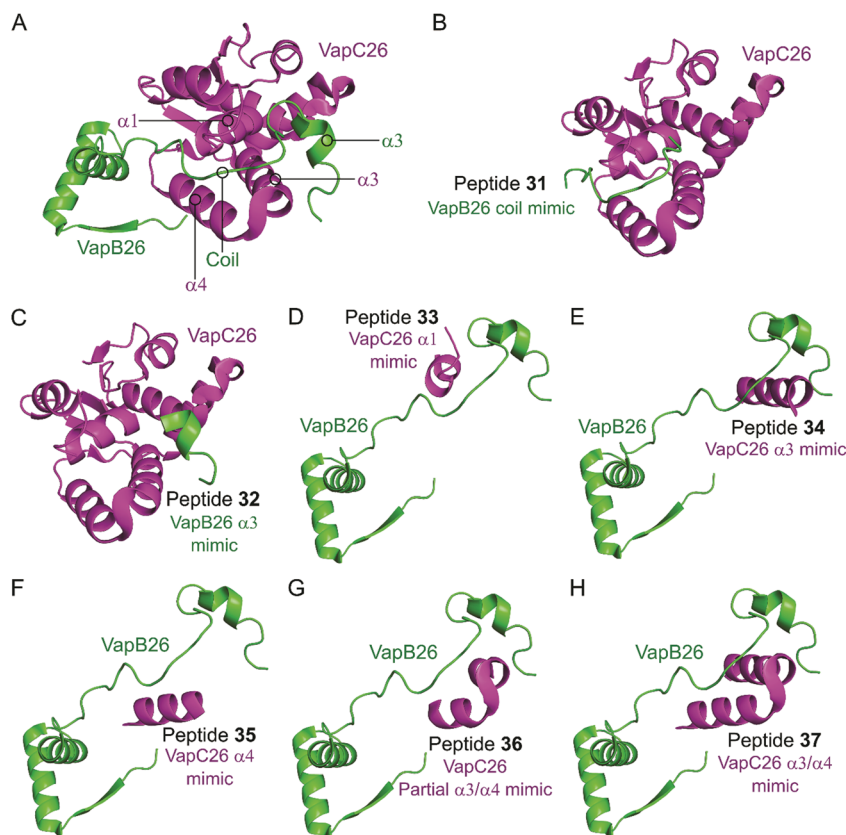 A
VapC26
α1
α3
α3
VapB26
Coil
α4
B
VapC26
Peptide 31
VapB26 coil mimic
C
VapC26
Peptide 32
VapB26 α3
mimic
D
Peptide 33
VapC26 α1
mimic
VapB26
E
VapB26
Peptide 34
VapC26 α3 mimic
F
VapB26
Peptide 35
VapC26 α4
mimic
G
VapB26
Peptide 36
VapC26
Partial α3/α4 mimic
H
VapB26
Peptide 37
VapC26 α3/α4
mimic